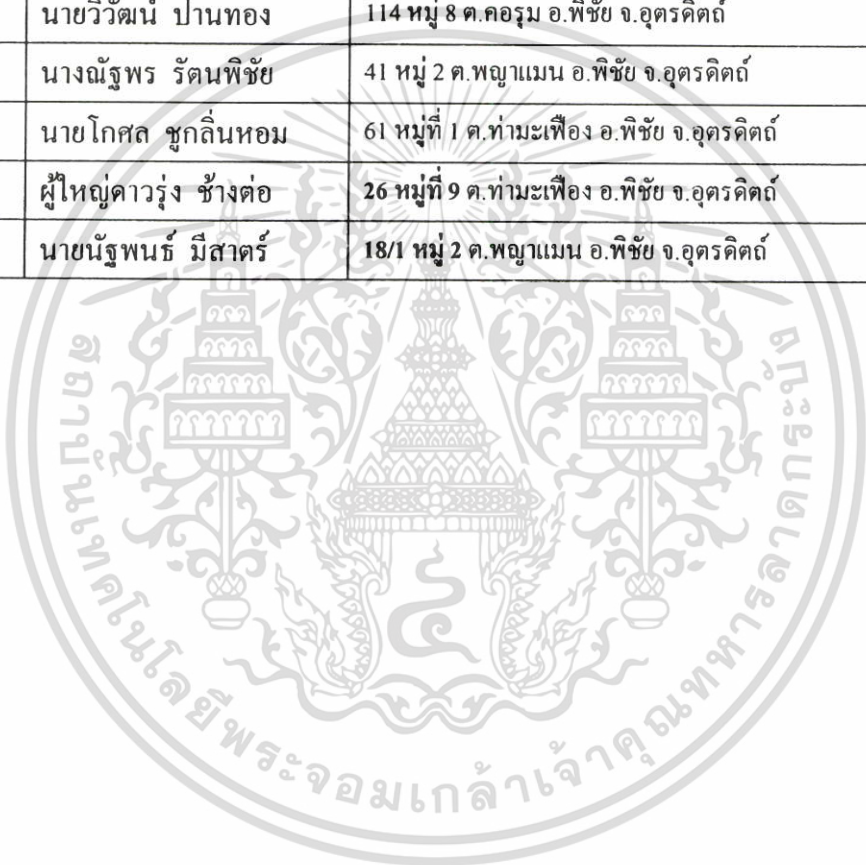 นายวิวัฒน์ ปานทอง 114 หมู่ 8 ต.คอรุม อ.พิชัย จ.อุตรดิตถ์
นางณัฐพร รัตนพิชัย 41 หมู่ 2 ต.พญาแมน อ.พิชัย จ.อุตรดิตถ์
นายโกศล ชูกลิ่นหอม 61 หมู่ที่ 1 ต.ท่ามะเฟือง อ.พิชัย จ.อุตรดิตถ์
ผู้ใหญ่ดาวรุ่ง ช้างต่อ 26 หมู่ที่ 9 ต.ท่ามะเฟือง อ.พิชัย จ.อุตรดิตถ์
นายนัฐพนธ์ มีสาตร์ 18/1 หมู่ 2 ต.พญาแมน อ.พิชัย จ.อุตรดิตถ์
สถาบันเทคโนโลยีพระจอมเกล้าเจ้าคุณทหารลาดกระบัง